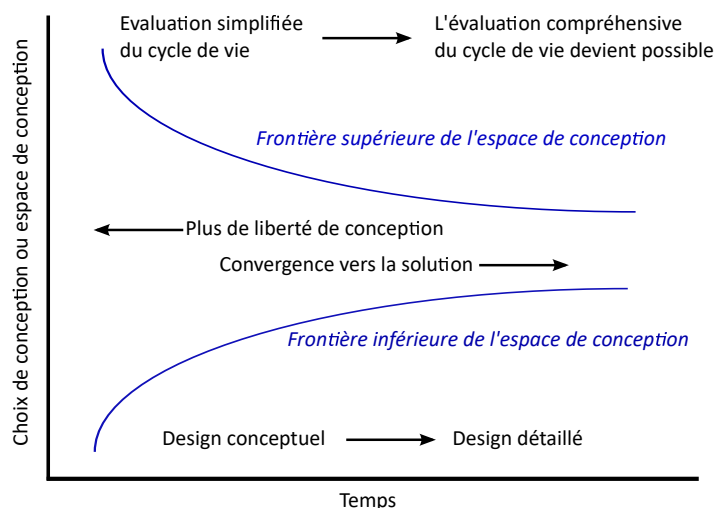 Evaluation simplifiée
du cycle de vie
L'évaluation compréhensive
du cycle de vie devient possible
Choix de conception ou espace de conception
Frontière supérieure de l'espace de conception
Plus de liberté de conception
Convergence vers la solution
Frontière inférieure de l'espace de conception
Design conceptuel
Design détaillé
Temps